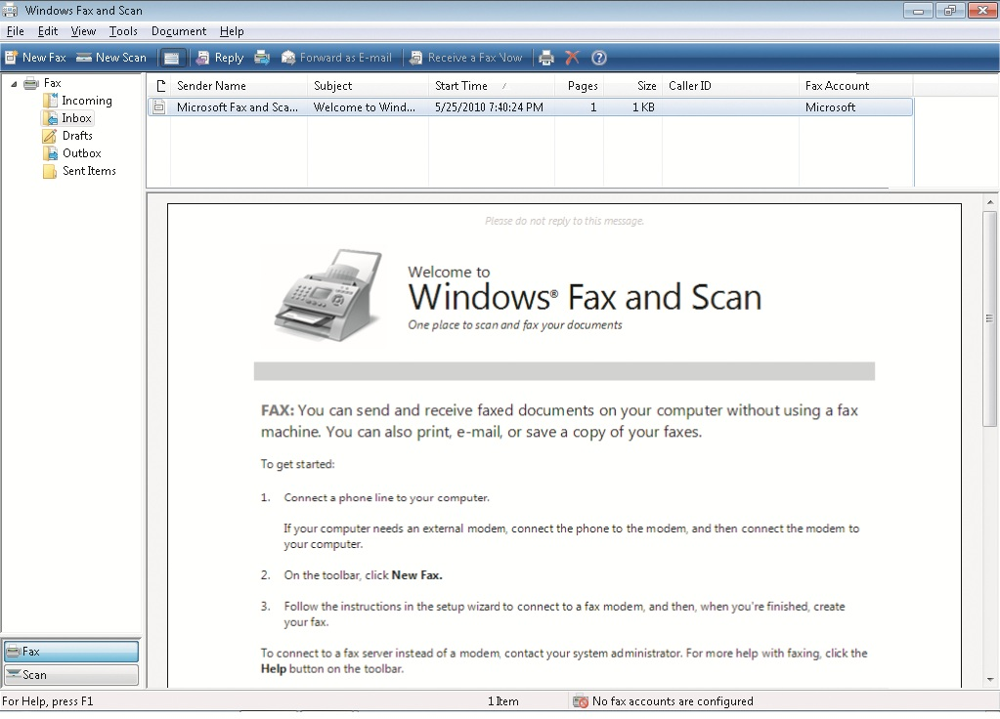 Windows Fax and Scan
File Edit View Tools Document Help
New Fax New Scan Reply Forward as E-mail Receive a Fax Now
Fax
Incoming
Inbox
Drafts
Outbox
Sent Items
Sender Name Subject Start Time Pages Size Caller ID Fax Account
Microsoft Fax and Sca... Welcome to Wind... 5/25/2010 7:40:24 PM 1 1 KB Microsoft
Please do not reply to this message.
Welcome to
Windows® Fax and Scan
One place to scan and fax your documents
FAX: You can send and receive faxed documents on your computer without using a fax
machine. You can also print, e-mail, or save a copy of your faxes.
To get started:
1. Connect a phone line to your computer.
If your computer needs an external modem, connect the phone to the modem, and then connect the modem to
your computer.
2. On the toolbar, click New Fax.
3. Follow the instructions in the setup wizard to connect to a fax modem, and then, when you're finished, create
your fax.
To connect to a fax server instead of a modem, contact your system administrator. For more help with faxing, click the
Help button on the toolbar.
Fax
Scan
For Help, press F1 1 Item No fax accounts are configured